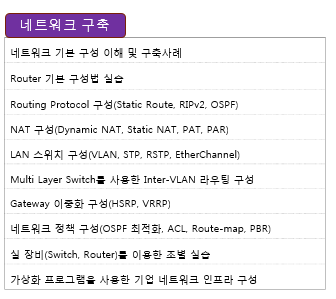 네트워크 구축
네트워크 기본 구성 이해 및 구축사례
Router 기본 구성법 실습
Routing Protocol 구성(Static Route, RIPv2, OSPF)
NAT 구성(Dynamic NAT, Static NAT, PAT, PAR)
LAN 스위치 구성(VLAN, STP, RSTP, EtherChannel)
Multi Layer Switch를 사용한 Inter-VLAN 라우팅 구성
Gateway 이중화 구성(HSRP, VRRP)
네트워크 정책 구성(OSPF 최적화, ACL, Route-map, PBR)
실 장비(Switch, Router)를 이용한 조별 실습
가상화 프로그램을 사용한 기업 네트워크 인프라 구성